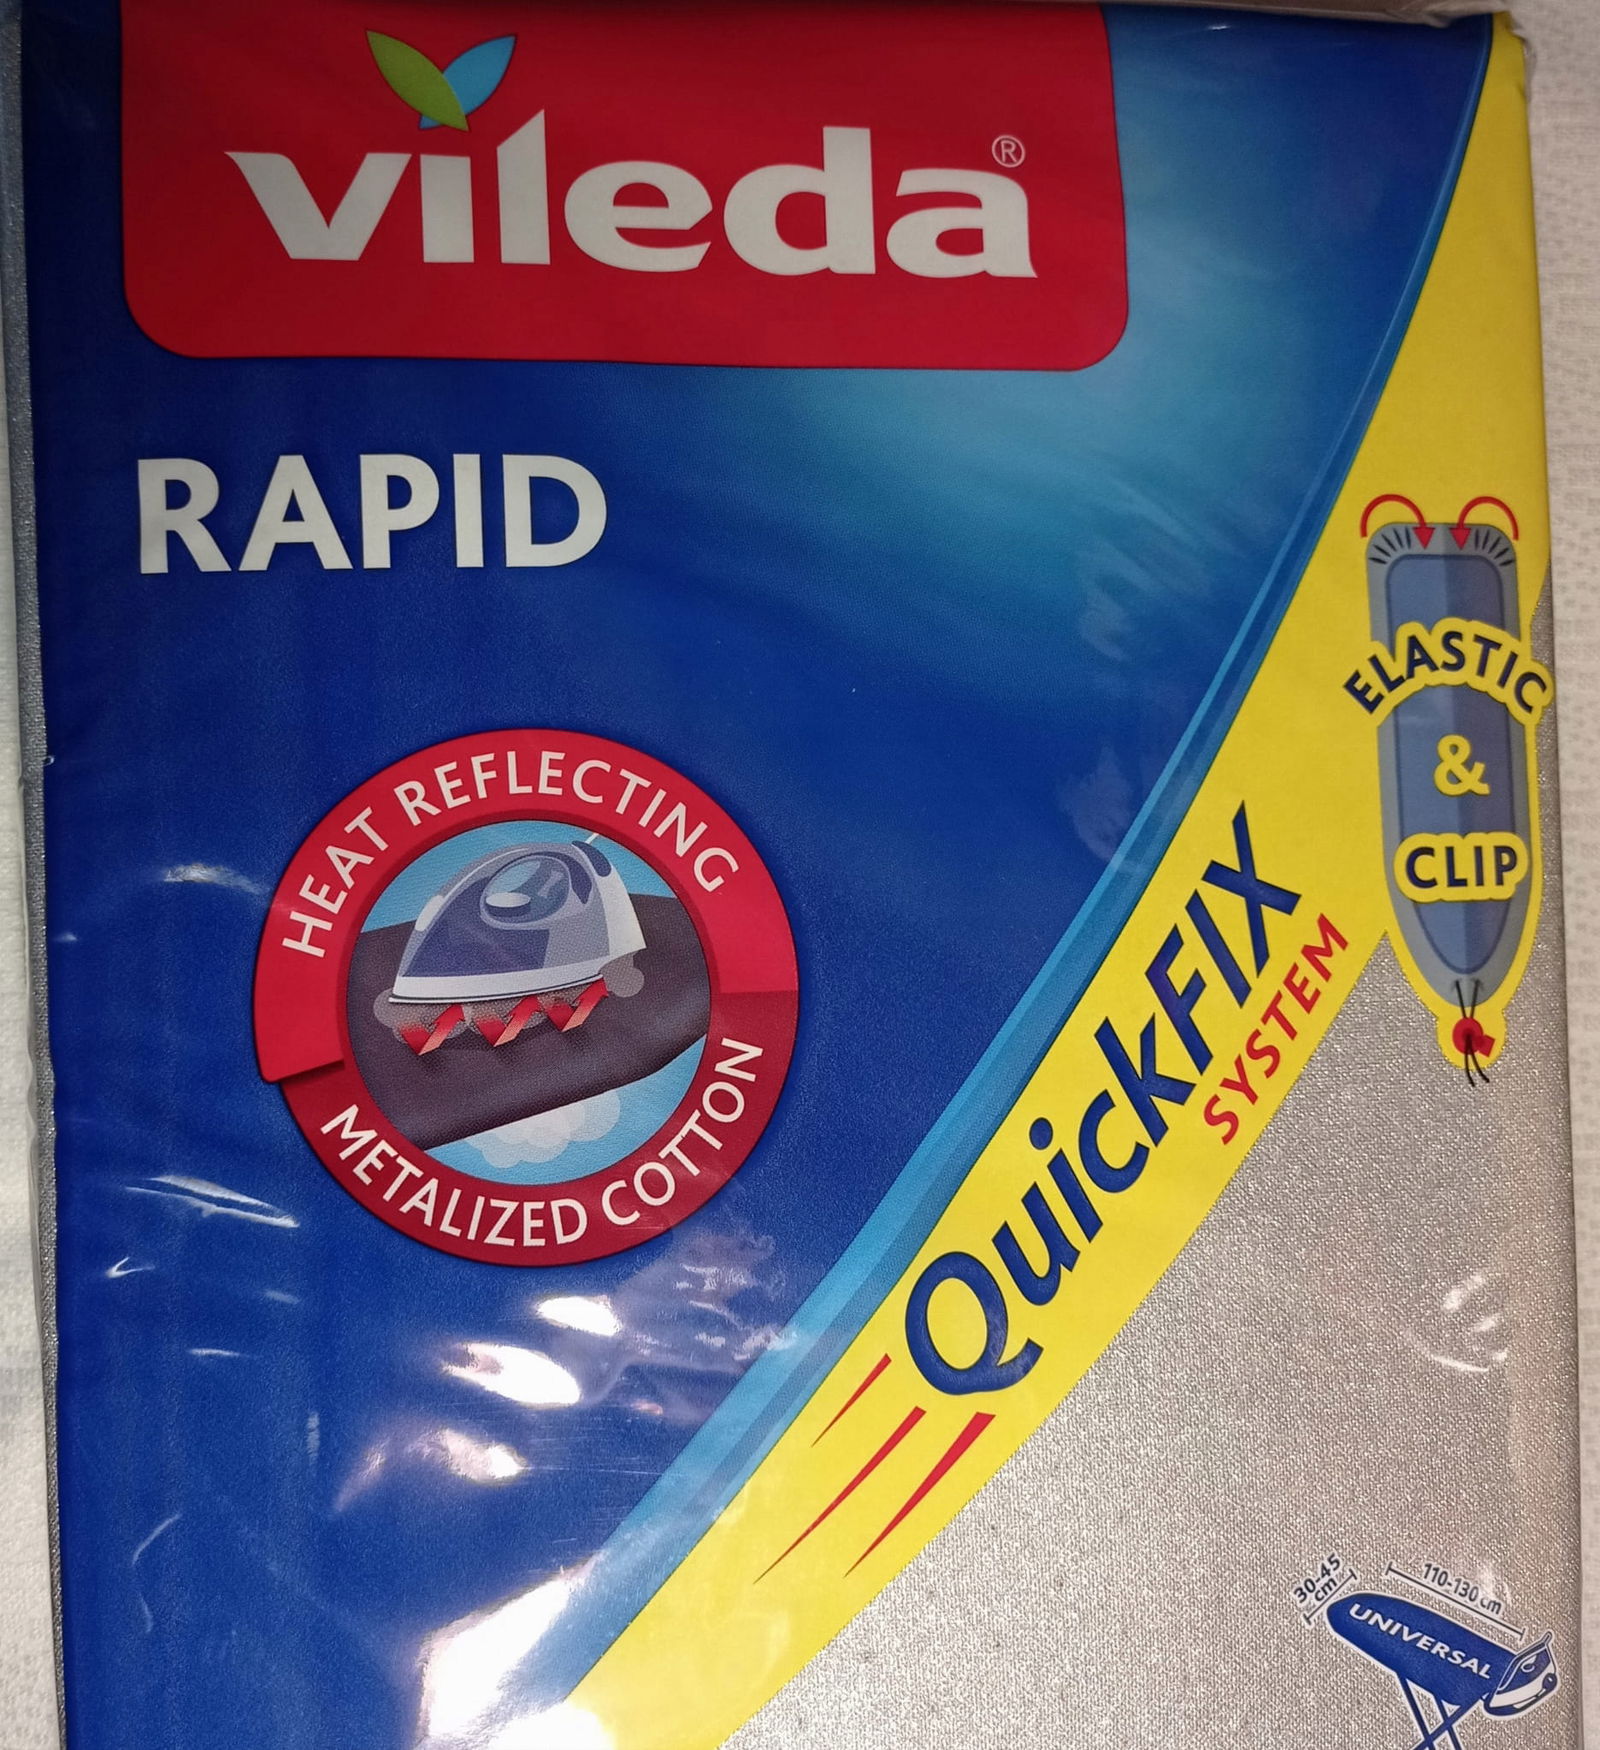 vileda®
RAPID
HEAT REFLECTING
METALIZED COTTON
ELASTIC
&
CLIP
QuickFIX
SYSTEM
30-45
cm
110-130 cm
UNIVERSAL